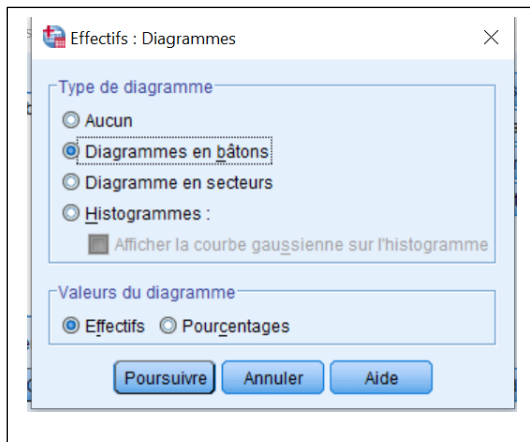 Effectifs : Diagrammes
Type de diagramme
Aucun
Diagrammes en bâtons
Diagramme en secteurs
Histogrammes :
Afficher la courbe gaussienne sur l'histogramme
Valeurs du diagramme
Effectifs Pourcentages
Poursuivre Annuler Aide